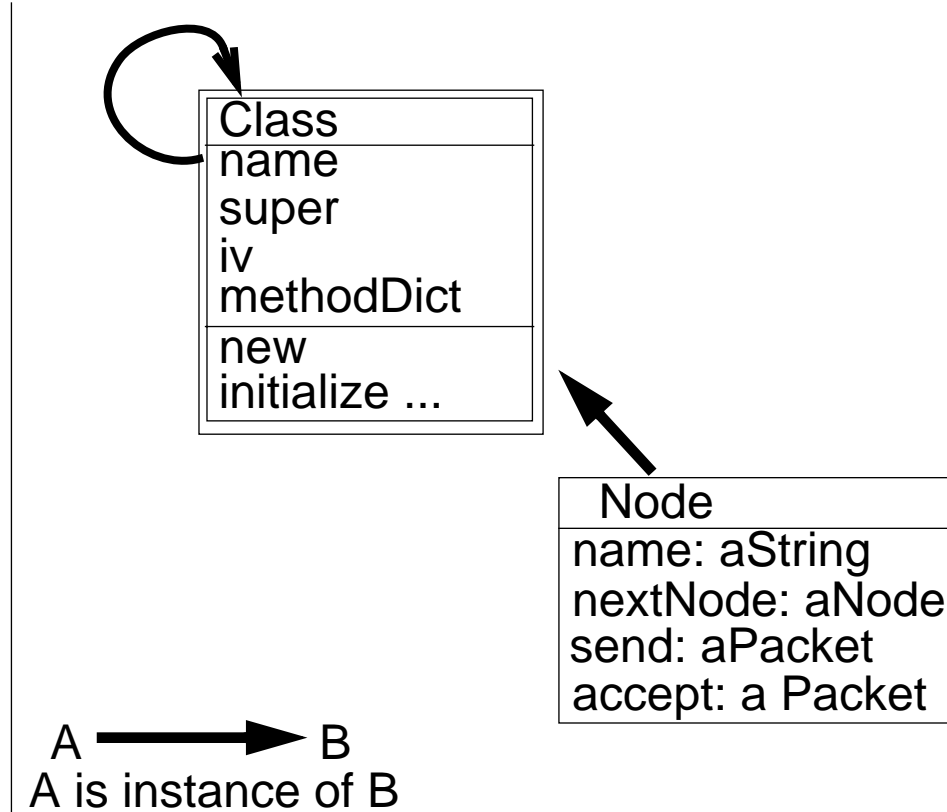 Class
name
super
iv
methodDict
new
initialize ...
Node
name: aString
nextNode: aNode
send: aPacket
accept: a Packet
A B
A is instance of B